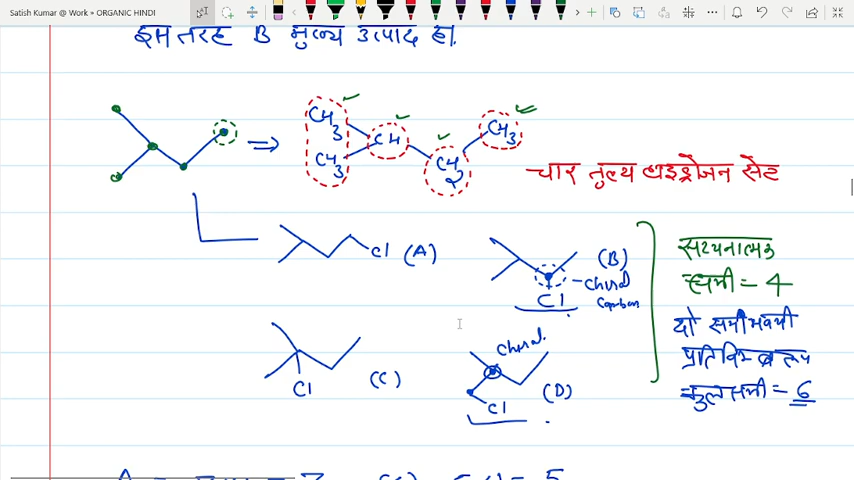 Satish Kumar @ Work » ORGANIC HINDI
इस तरह B मुख्य उत्पाद है।
CH3
CH
CH3
CH2
CH3
⇒
-चार तुल्य हाइड्रोजन सेट
Cl (A)
(B)
Chiral
Carbon
Cl
संरचनात्मक
समी = 4
दो समावयवी
प्रतिबिम्ब रूप
कुल समी = 6
Chiral
Cl
(C)
Cl
(D)